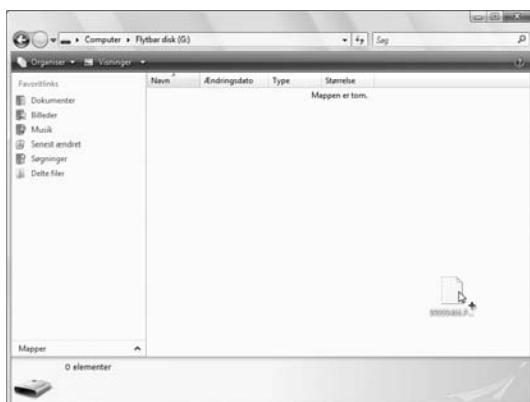 Computer ▸ Flytbar disk (G:)
Søg
Organiser
Visninger
Favoritlinks
Navn Ændringsdato Type Størrelse
Mappen er tom.
Dokumenter
Billeder
Musik
Senest ændret
Søgninger
Delte filer
Mapper
0 elementer